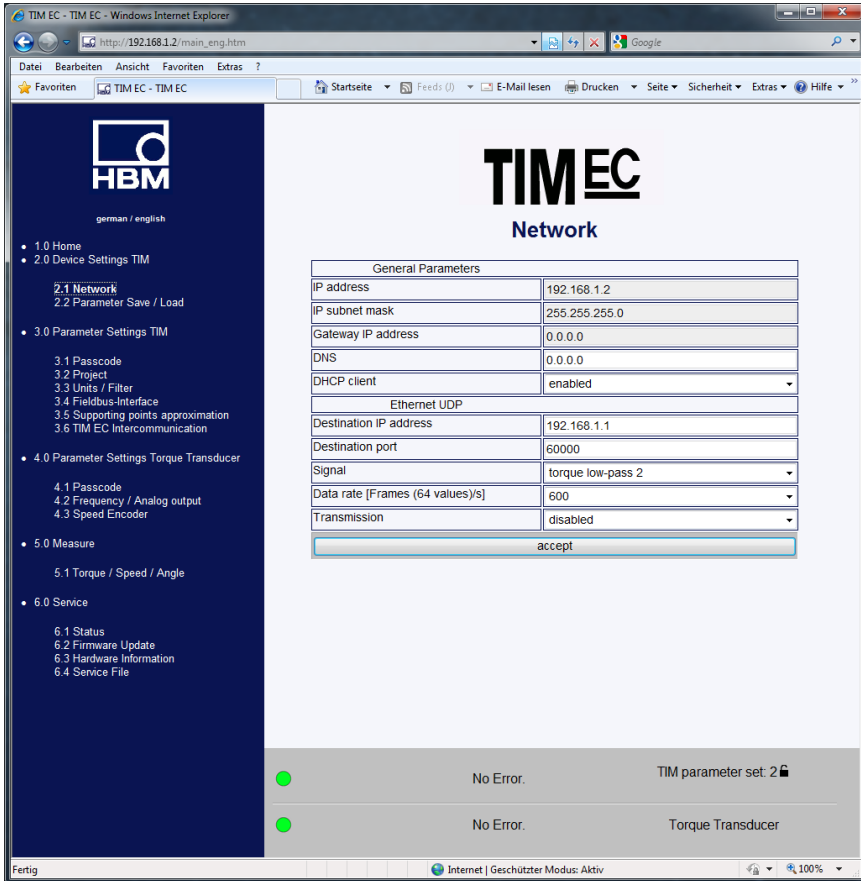 TIM EC - TIM EC - Windows Internet Explorer
http://192.168.1.2/main_eng.htm
Google
Datei Bearbeiten Ansicht Favoriten Extras ?
Favoriten TIM EC - TIM EC Startseite Feeds (J) E-Mail lesen Drucken Seite Sicherheit Extras Hilfe »
HBM
german / english
1.0 Home
2.0 Device Settings TIM
2.1 Network
2.2 Parameter Save / Load
3.0 Parameter Settings TIM
3.1 Passcode
3.2 Project
3.3 Units / Filter
3.4 Fieldbus-Interface
3.5 Supporting points approximation
3.6 TIM EC Intercommunication
4.0 Parameter Settings Torque Transducer
4.1 Passcode
4.2 Frequency / Analog output
4.3 Speed Encoder
5.0 Measure
5.1 Torque / Speed / Angle
6.0 Service
6.1 Status
6.2 Firmware Update
6.3 Hardware Information
6.4 Service File
TIM EC
Network
General Parameters
IP address 192.168.1.2
IP subnet mask 255.255.255.0
Gateway IP address 0.0.0.0
DNS 0.0.0.0
DHCP client enabled
Ethernet UDP
Destination IP address 192.168.1.1
Destination port 60000
Signal torque low-pass 2
Data rate [Frames (64 values)/s] 600
Transmission disabled
accept
No Error. TIM parameter set: 2
No Error. Torque Transducer
Fertig Internet | Geschützter Modus: Aktiv 100%